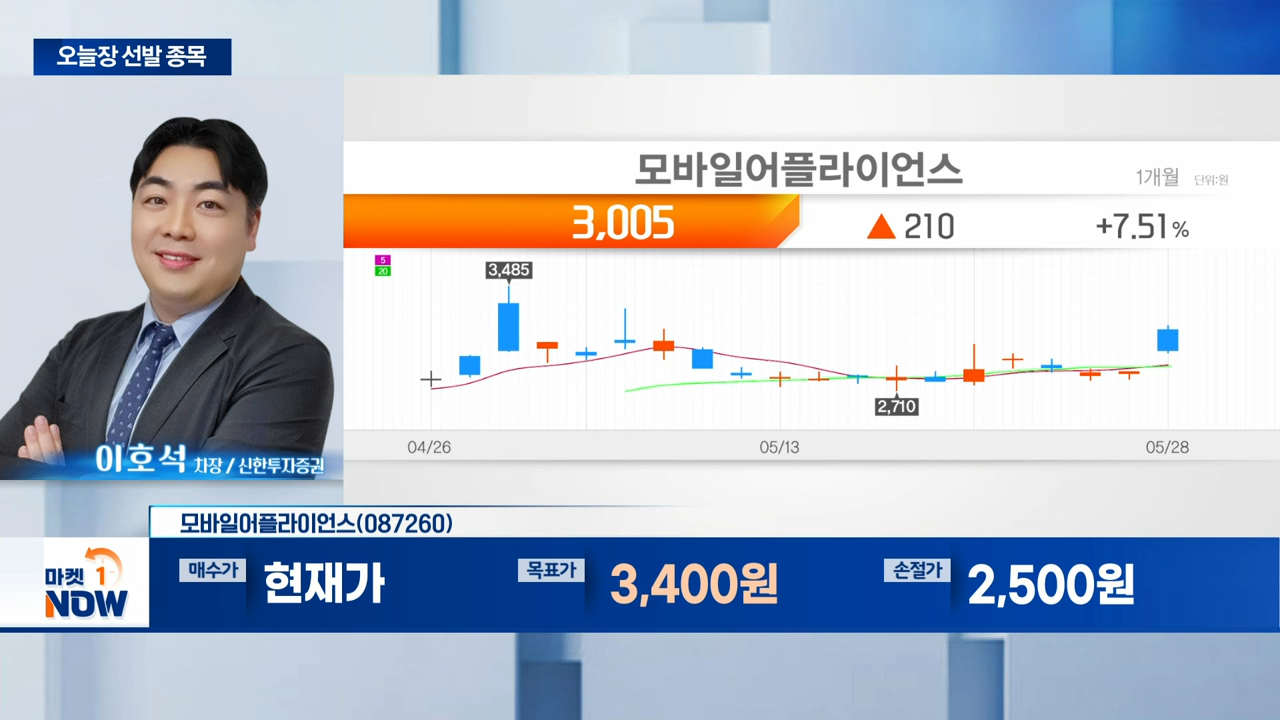 오늘장 선발 종목
모바일어플라이언스
1개월 단위:원
3,005 ▲ 210 +7.51%
5
20
3,485
2,710
04/26 05/13 05/28
이호석 차장 / 신한투자증권
모바일어플라이언스(087260)
마켓 1
NOW
매수가 현재가 목표가 3,400원 손절가 2,500원